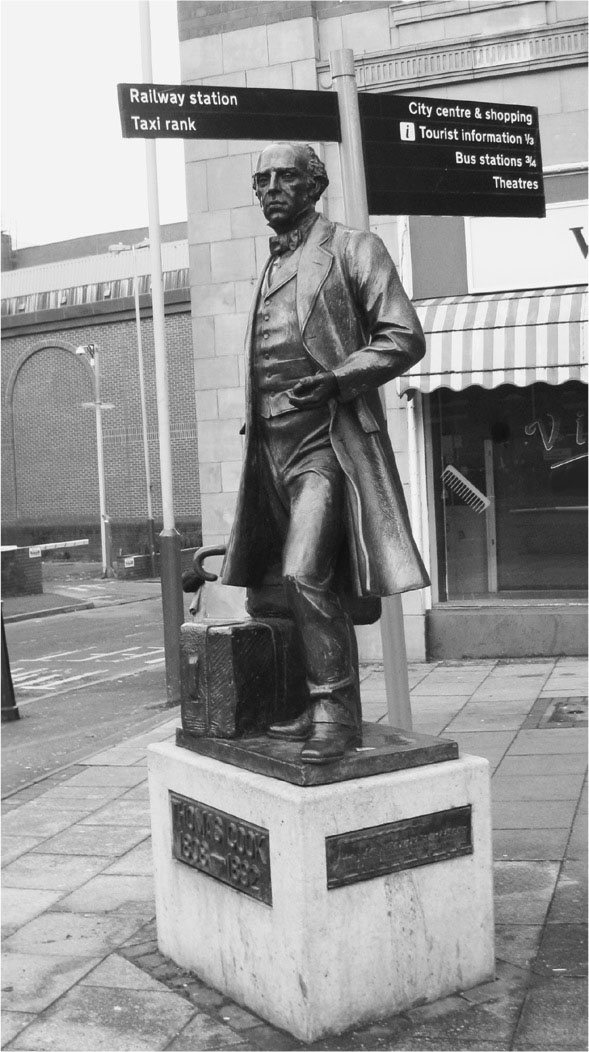 Railway station
Taxi rank
City centre & shopping
i Tourist information 1/3
Bus stations 3/4
Theatres
THOMAS COOK
1808 – 1892